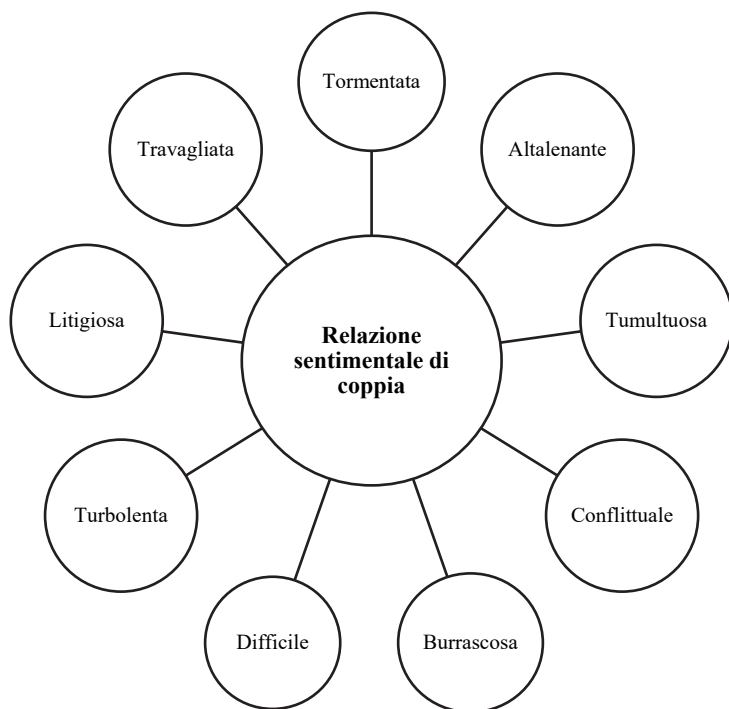 Tormentata
Travagliata
Altalenante
Litigiosa
Tumultuosa
Relazione
sentimentale di
coppia
Turbolenta
Conflittuale
Difficile
Burrascosa